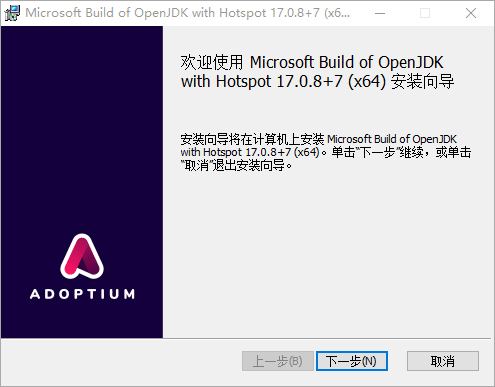 Microsoft Build of OpenJDK with Hotspot 17.0.8+7 (x6...
欢迎使用 Microsoft Build of OpenJDK
with Hotspot 17.0.8+7 (x64) 安装向导
安装向导将在计算机上安装 Microsoft Build of OpenJDK
with Hotspot 17.0.8+7 (x64)。单击“下一步”继续，或单击
“取消”退出安装向导。
ADOPTIUM
上一步(B) 下一步(N) 取消